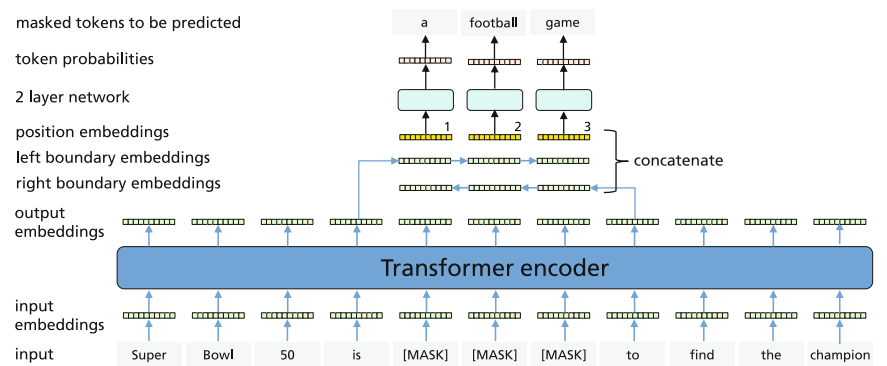 masked tokens to be predicted a football game
token probabilities
2 layer network
position embeddings 1 2 3
left boundary embeddings
concatenate
right boundary embeddings
output
embeddings
Transformer encoder
input
embeddings
input Super Bowl 50 is [MASK] [MASK] [MASK] to find the champion